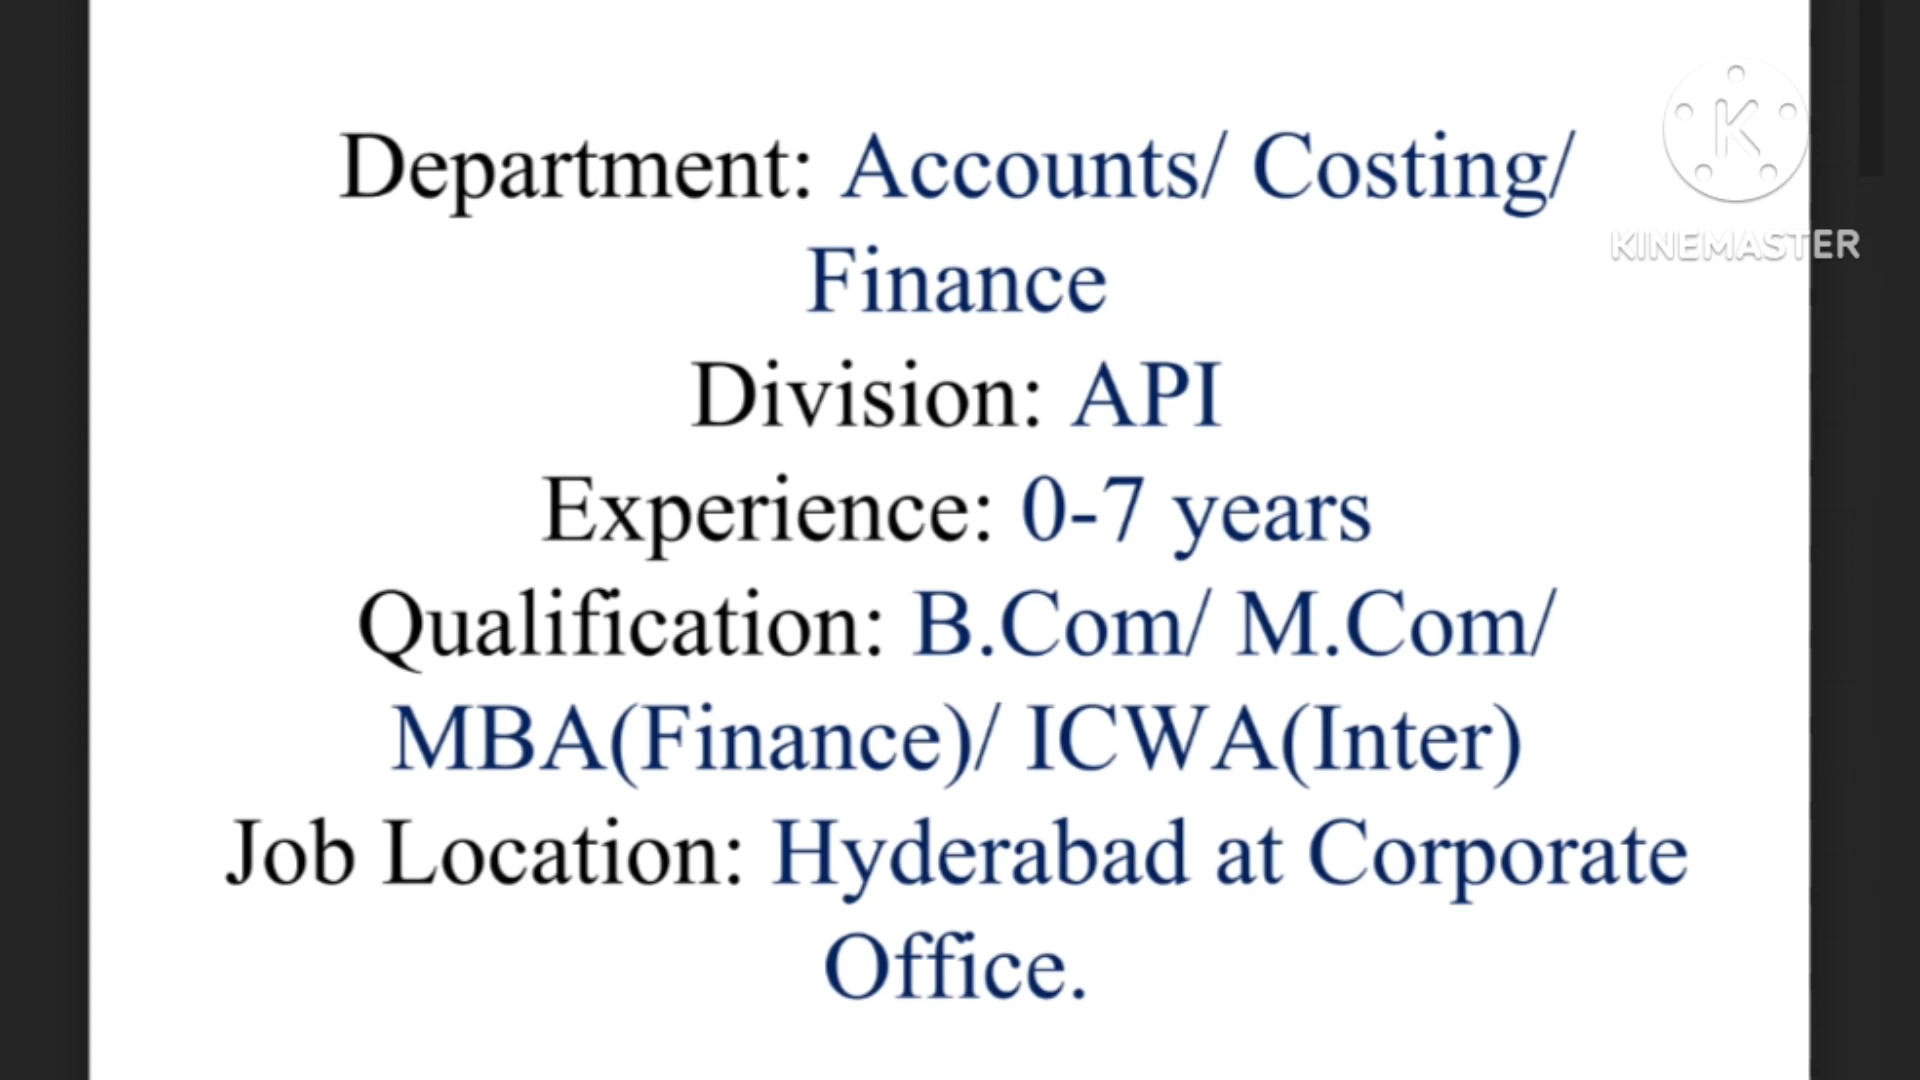 Department: Accounts/ Costing/
Finance
Division: API
Experience: 0-7 years
Qualification: B.Com/ M.Com/
MBA(Finance)/ ICWA(Inter)
Job Location: Hyderabad at Corporate
Office.
K
KINEMASTER